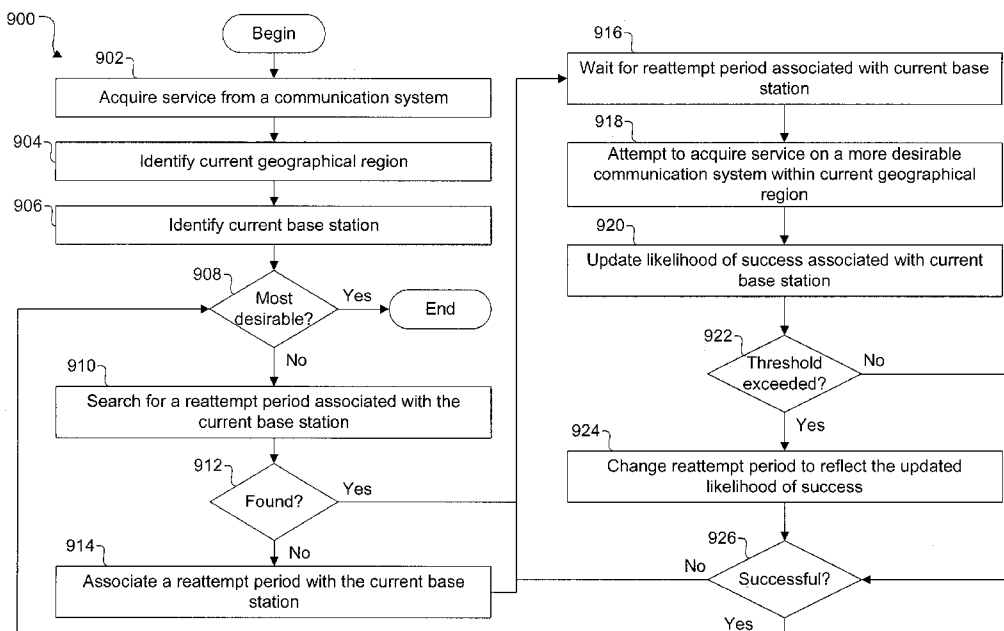 900
Begin
902
Acquire service from a communication system
904
Identify current geographical region
906
Identify current base station
908
Most
desirable?
Yes
End
No
910
Search for a reattempt period associated with the
current base station
912
Found?
Yes
No
914
Associate a reattempt period with the current base
station
916
Wait for reattempt period associated with current base
station
918
Attempt to acquire service on a more desirable
communication system within current geographical
region
920
Update likelihood of success associated with current
base station
922
Threshold
exceeded?
No
Yes
924
Change reattempt period to reflect the updated
likelihood of success
926
No
Successful?
Yes